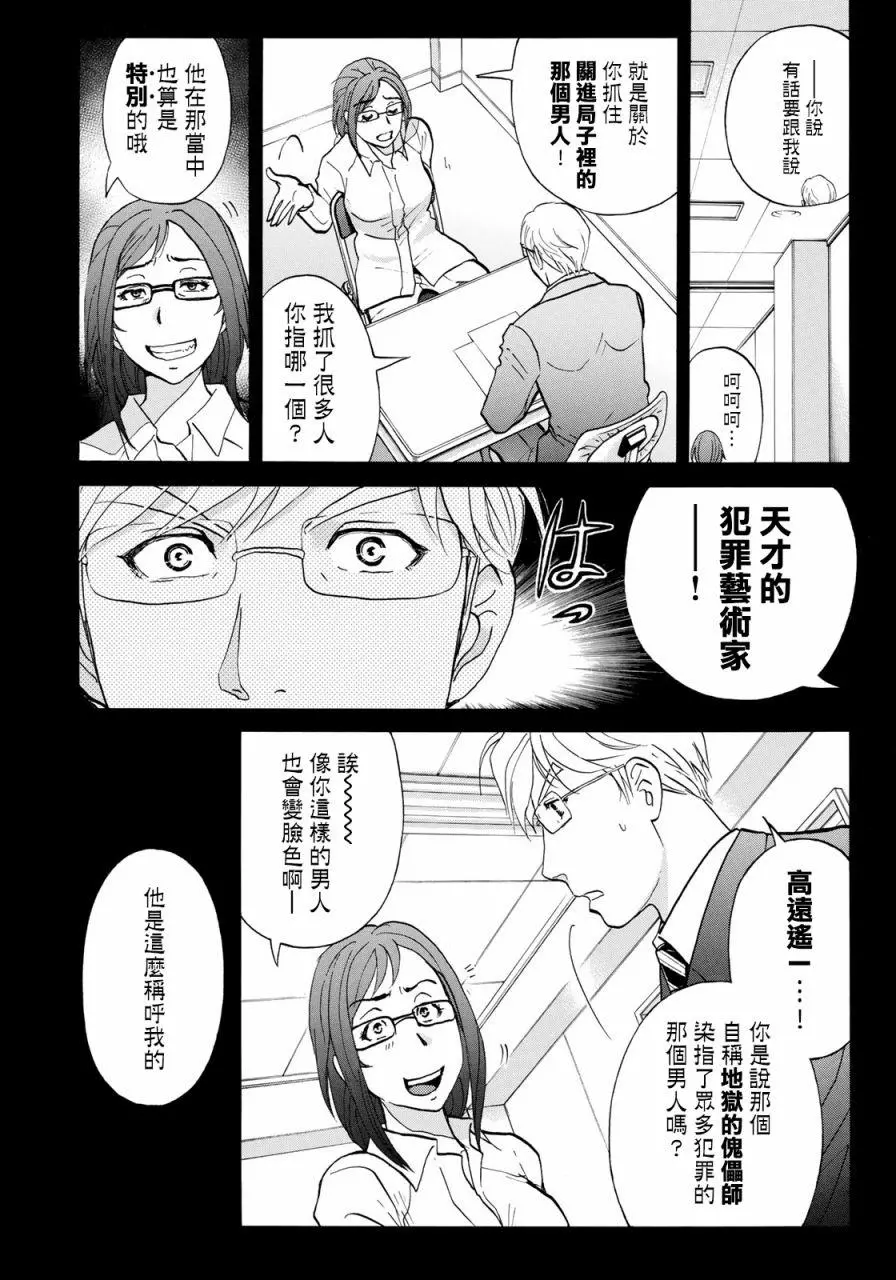 ——你說
有話要跟我說
呵呵呵…
就是關於
你抓住
關進局子裡的
那個男人！
我抓了很多人
你指哪一個？
他在那當中
也算是
特別的哦
天才的
犯罪藝術家
——！
はっ
高遠遙一…！
你是說那個
自稱地獄的傀儡師
染指了眾多犯罪的
那個男人嗎？
誒~~~~
像你這樣的男人
也會變臉色啊—
他是這麼稱呼我的